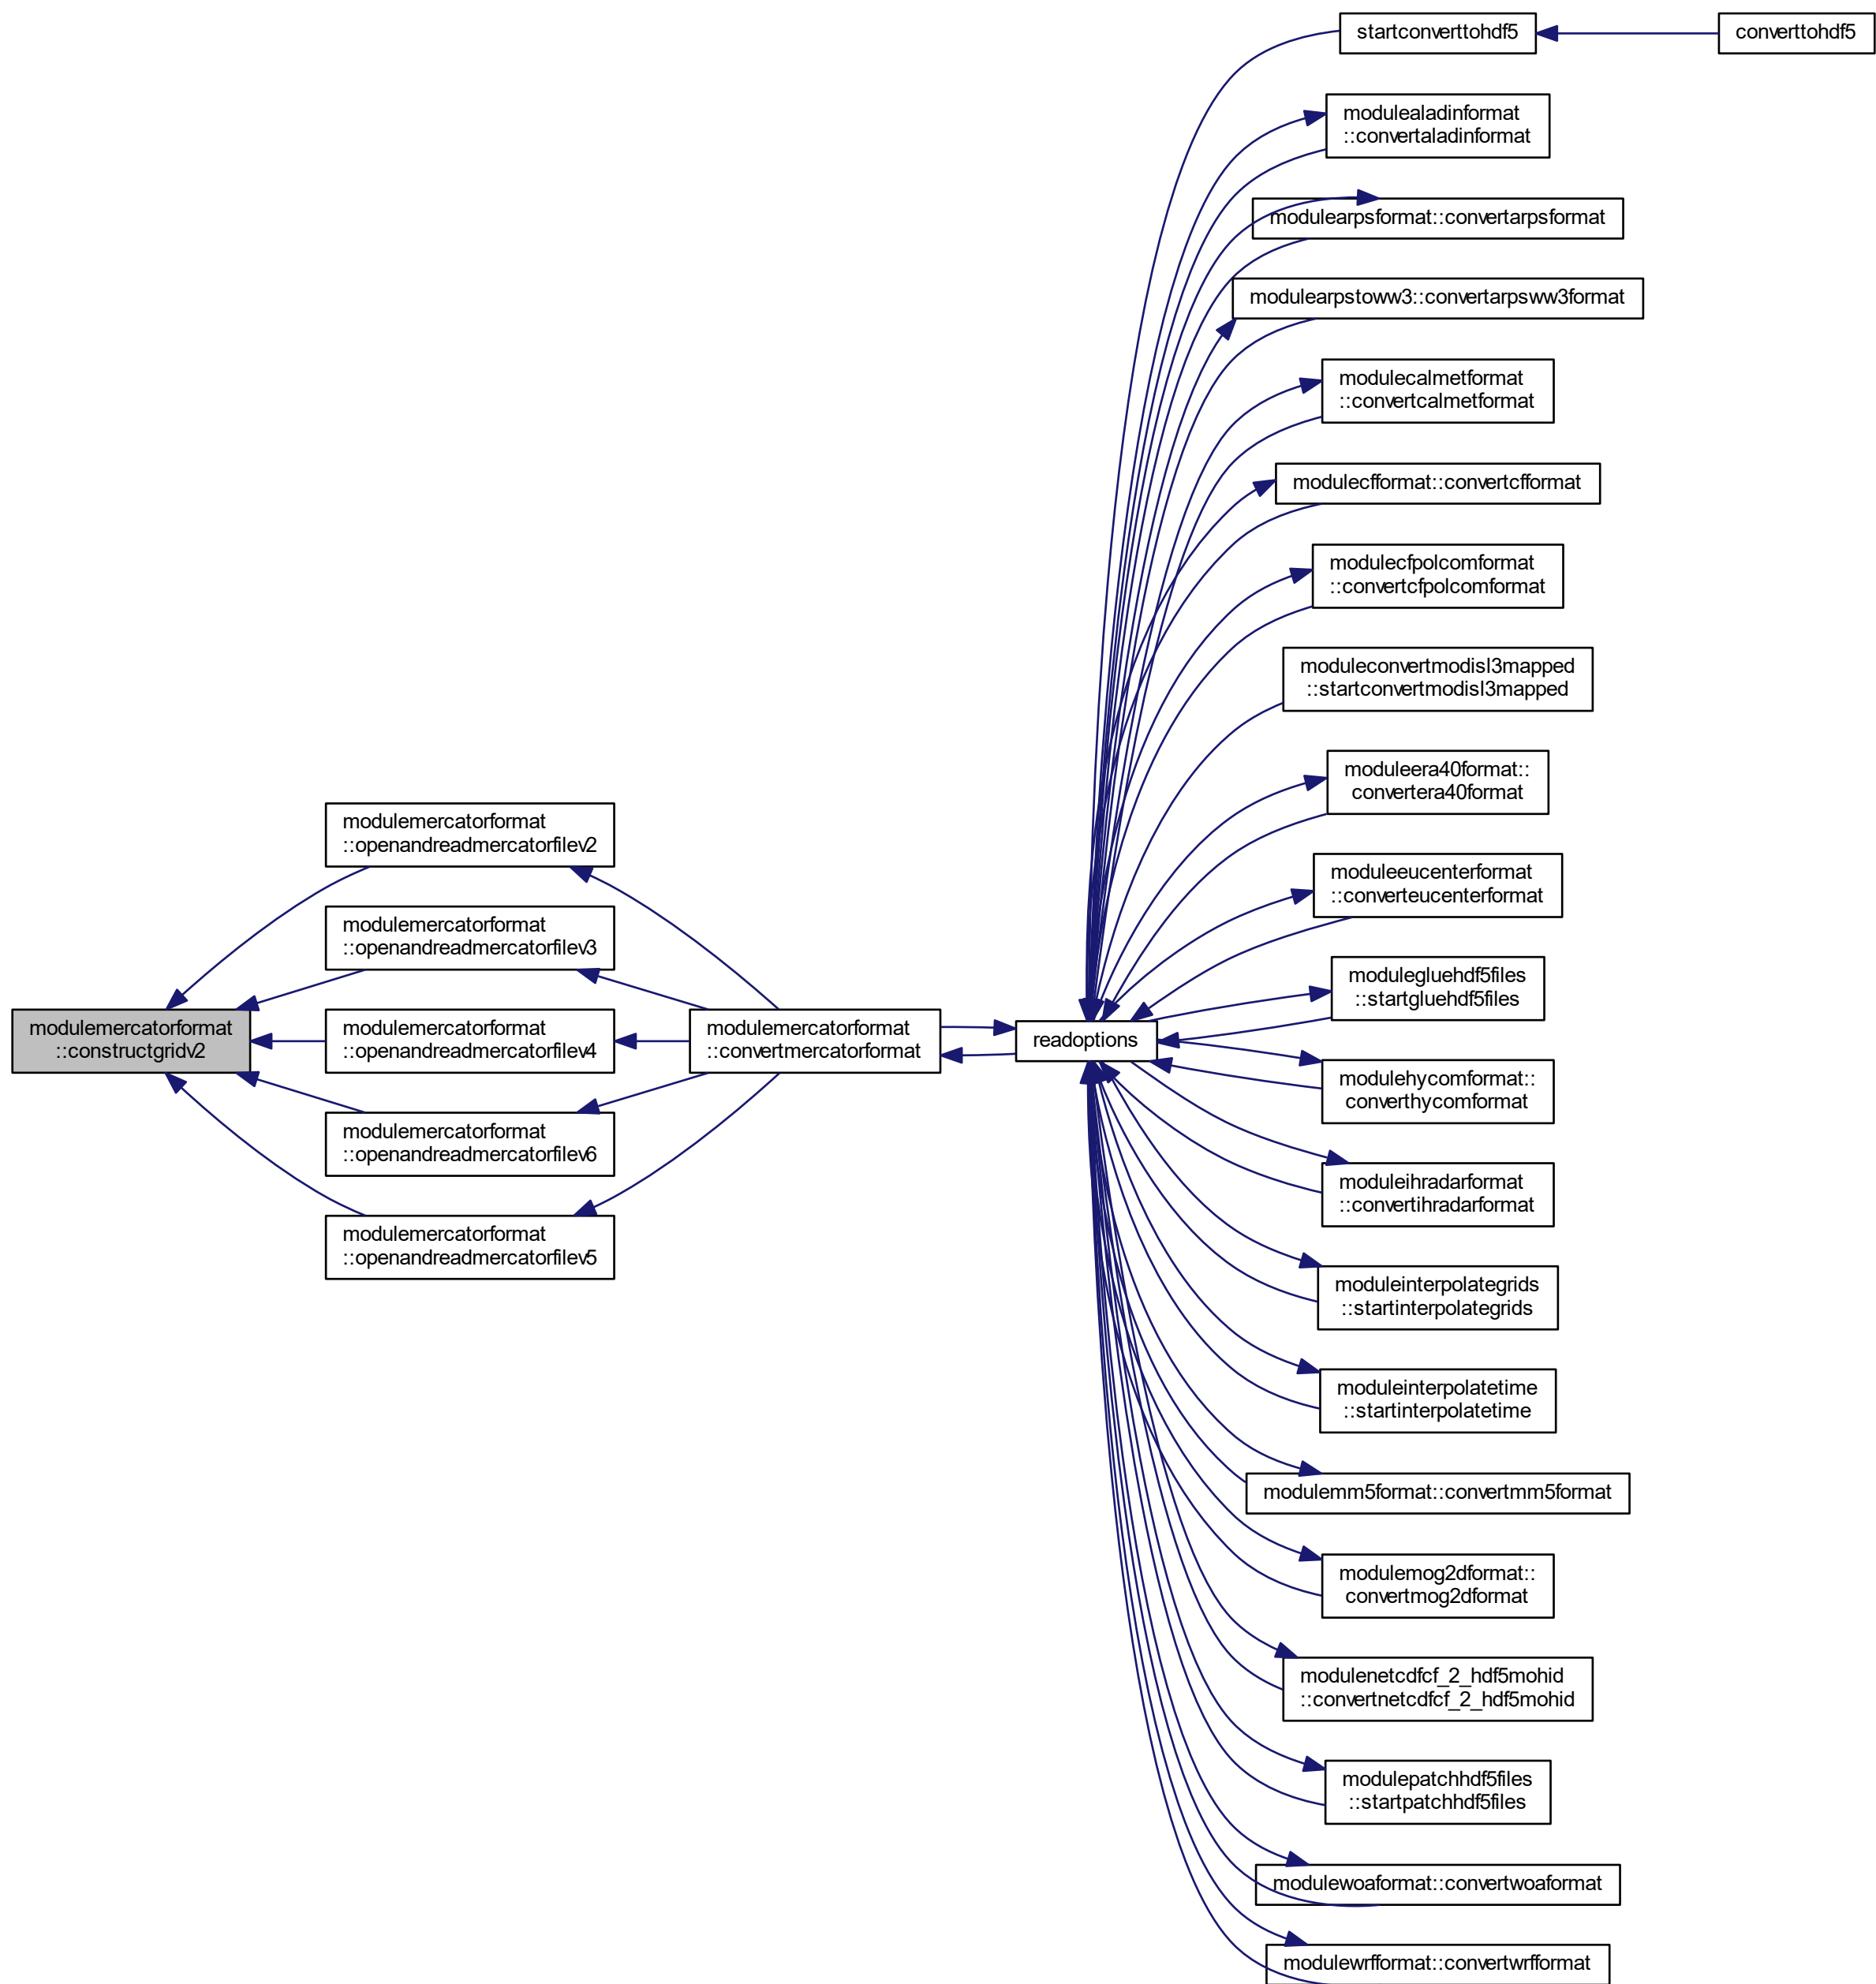 modulemercatorformat
::constructgridv2
modulemercatorformat
::openandreadmercatorfilev2
modulemercatorformat
::openandreadmercatorfilev3
modulemercatorformat
::openandreadmercatorfilev4
modulemercatorformat
::openandreadmercatorfilev6
modulemercatorformat
::openandreadmercatorfilev5
modulemercatorformat
::convertmercatorformat
readoptions
startconverttohdf5
converttohdf5
modulealadinformat
::convertaladinformat
modulearpsformat::convertarpsformat
modulearpstoww3::convertarpsww3format
modulecalmetformat
::convertcalmetformat
modulecfformat::convertcfformat
modulecfpolcomformat
::convertcfpolcomformat
moduleconvertmodisl3mapped
::startconvertmodisl3mapped
moduleera40format::
convertera40format
moduleeucenterformat
::converteucenterformat
modulegluehdf5files
::startgluehdf5files
modulehycomformat::
converthycomformat
moduleihradarformat
::convertihradarformat
moduleinterpolategrids
::startinterpolategrids
moduleinterpolatetime
::startinterpolatetime
modulemm5format::convertmm5format
modulemog2dformat::
convertmog2dformat
modulenetcdfcf_2_hdf5mohid
::convertnetcdfcf_2_hdf5mohid
modulepatchhdf5files
::startpatchhdf5files
modulewoaformat::convertwoaformat
modulewrfformat::convertwrfformat